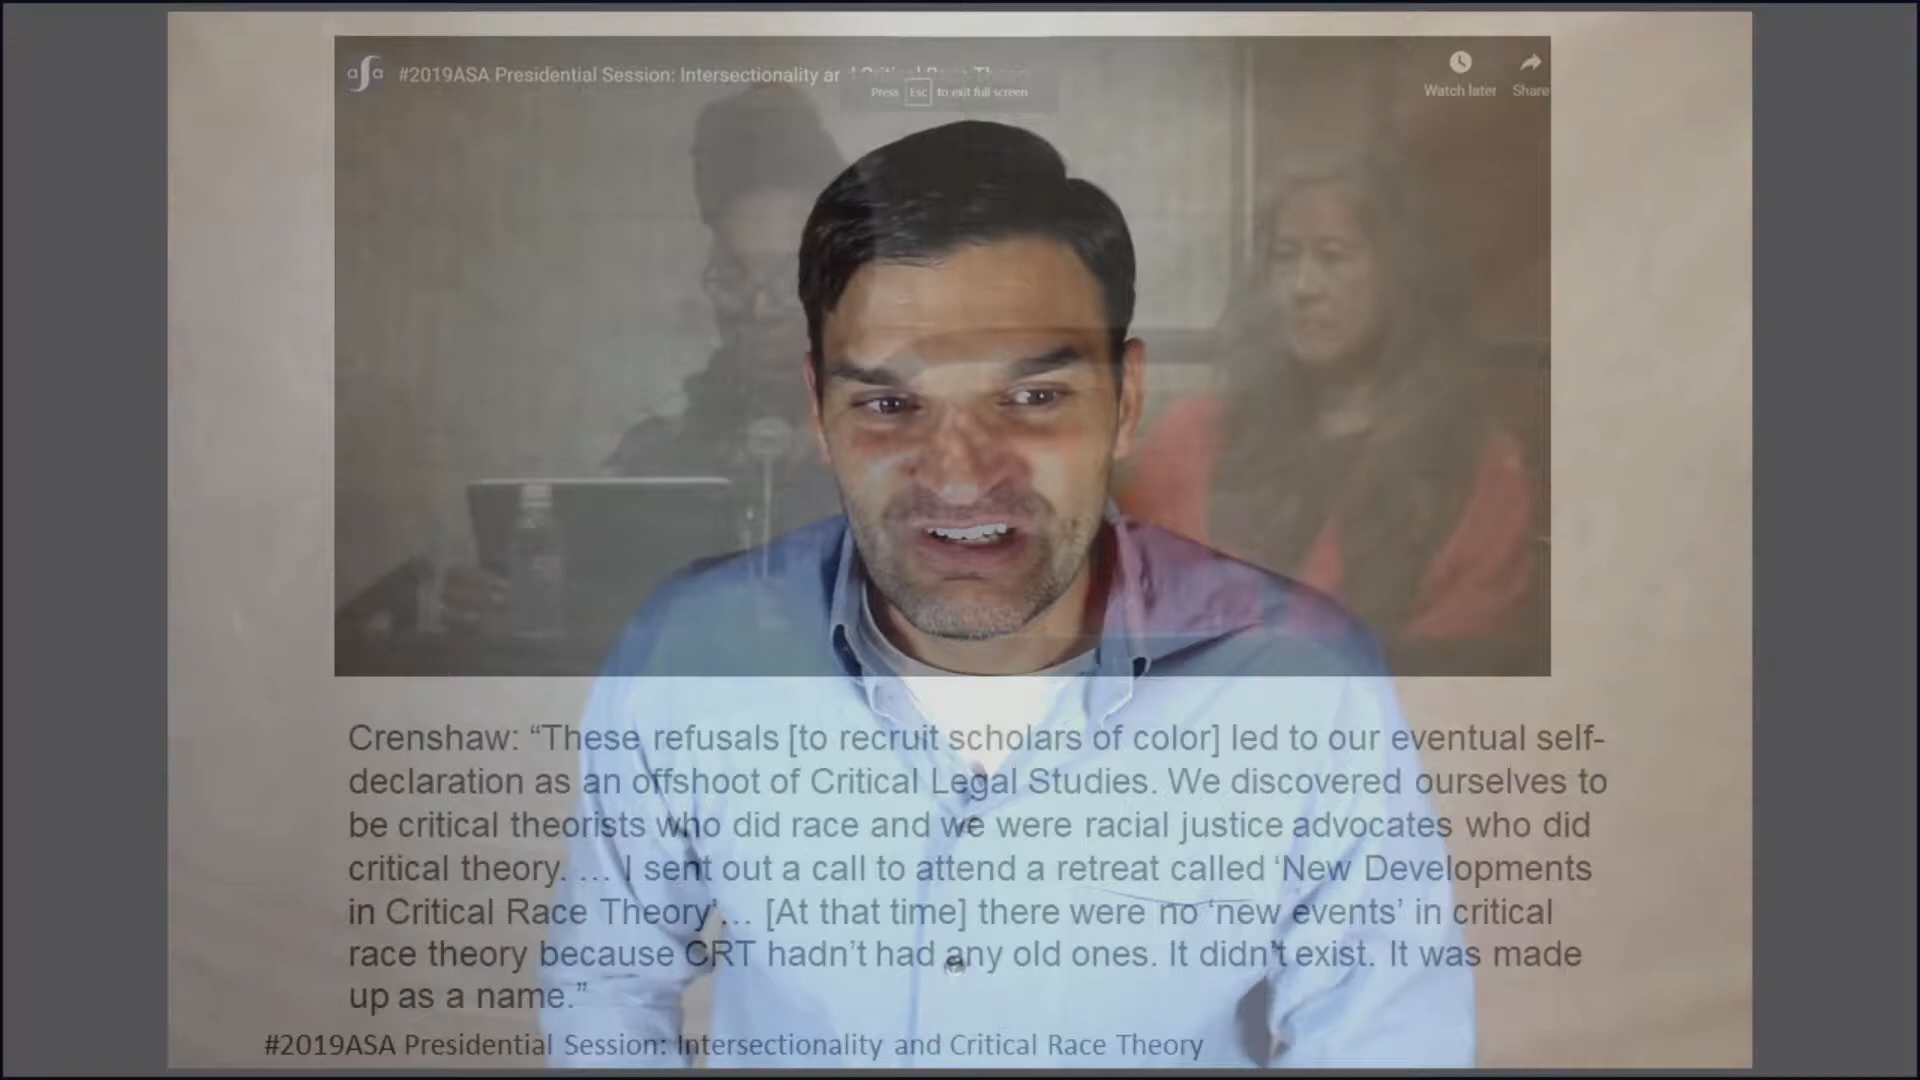 asa #2019ASA Presidential Session: Intersectionality and Critical Race Theory
Watch later Share
Press Esc to exit full screen
Crenshaw: “These refusals [to recruit scholars of color] led to our eventual self-
declaration as an offshoot of Critical Legal Studies. We discovered ourselves to
be critical theorists who did race and we were racial justice advocates who did
critical theory. … I sent out a call to attend a retreat called ‘New Developments
in Critical Race Theory’… [At that time] there were no ‘new events’ in critical
race theory because CRT hadn’t had any old ones. It didn’t exist. It was made
up as a name.”
#2019ASA Presidential Session: Intersectionality and Critical Race Theory